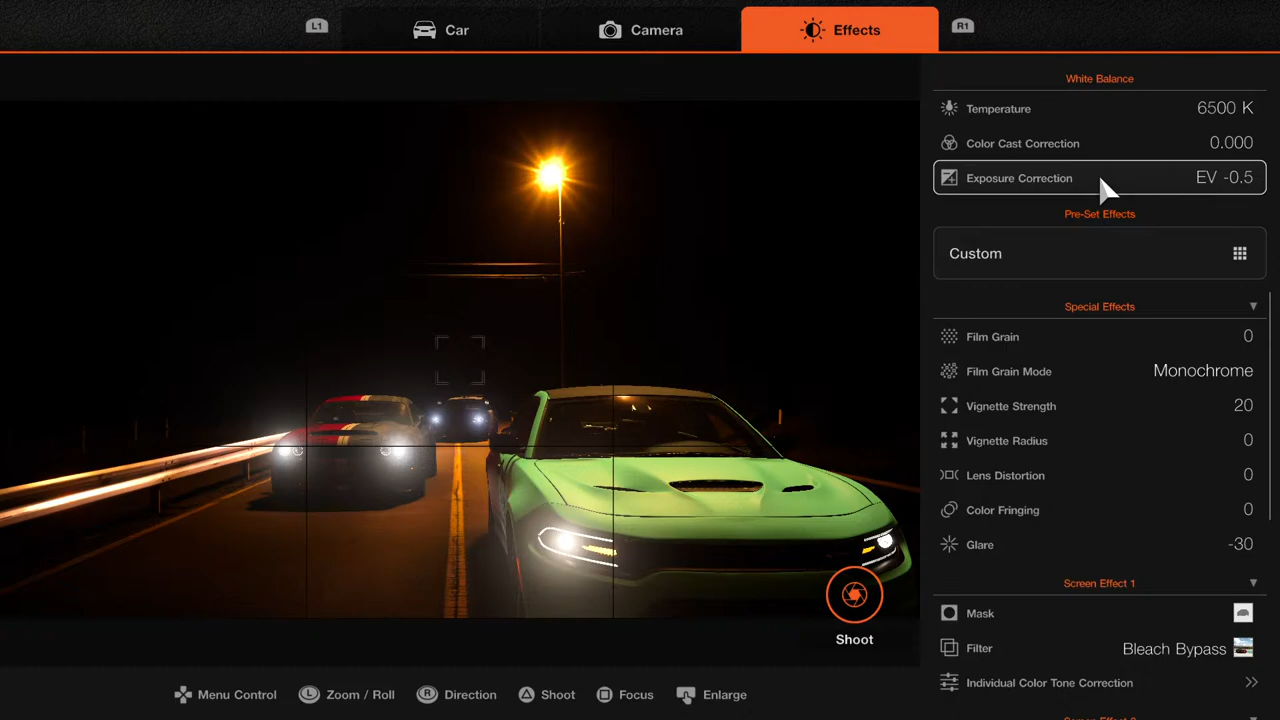 L1
Car
Camera
Effects
R1
White Balance
Temperature 6500 K
Color Cast Correction 0.000
Exposure Correction EV -0.5
Pre-Set Effects
Custom
Special Effects
Film Grain 0
Film Grain Mode Monochrome
Vignette Strength 20
Vignette Radius 0
Lens Distortion 0
Color Fringing 0
Glare -30
Screen Effect 1
Mask
Filter Bleach Bypass
Individual Color Tone Correction
Shoot
L
R
Menu Control
Zoom / Roll
Direction
Shoot
Focus
Enlarge